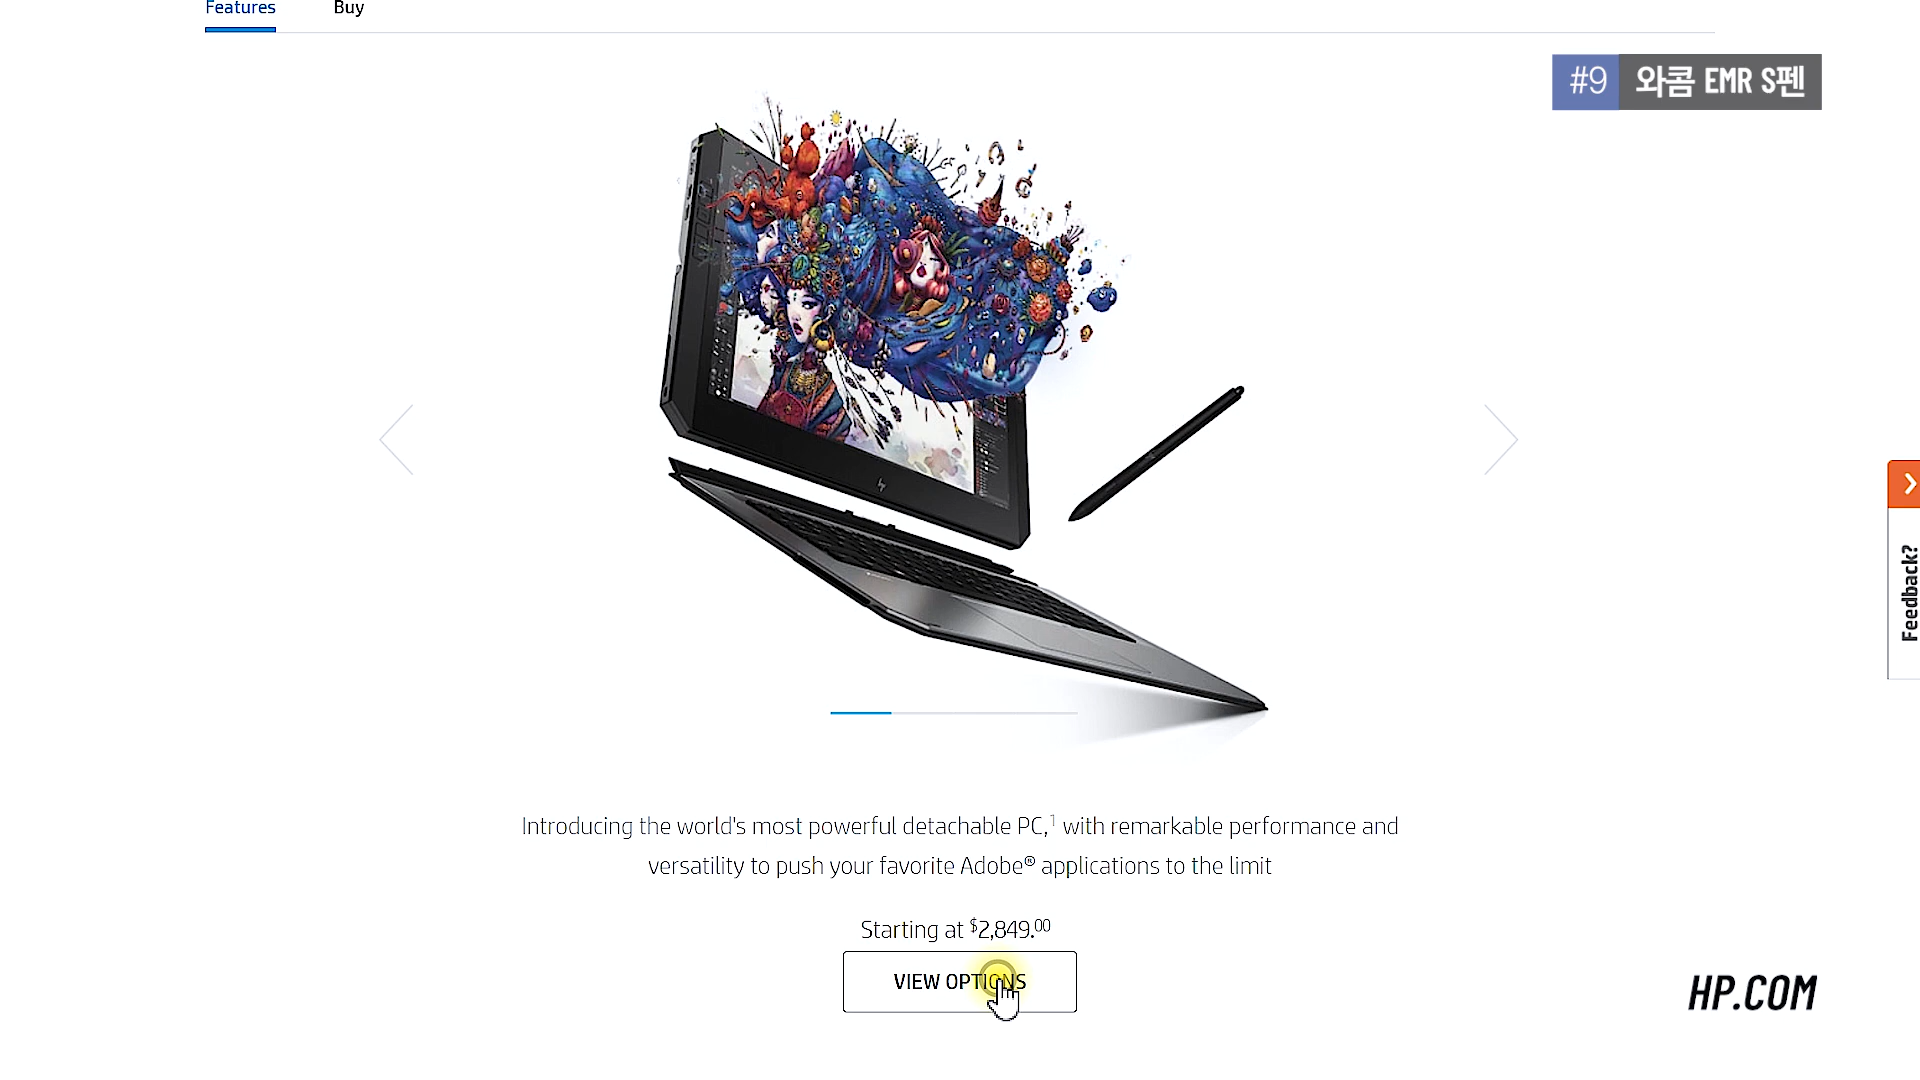 Features Buy
#9 와콤 EMR S펜
Feedback?
Introducing the world's most powerful detachable PC,1 with remarkable performance and
versatility to push your favorite Adobe® applications to the limit
Starting at $2,849.00
VIEW OPTIONS
HP.COM